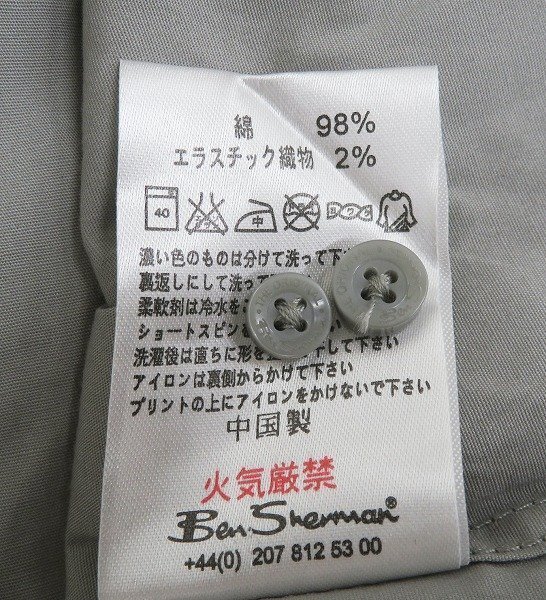 綿 98%
エラスチック織物 2%
40 中
濃い色のものは分けて洗って下
裏返しにして洗って
柔軟剤は冷水を
ショートスピン
洗濯後は直ちに形を 干して下さい
アイロンは裏側からかけて下さい
プリントの上にアイロンをかけないで下さい
中国製
火気厳禁
Ben Sherman
+44(0) 207 812 53 00